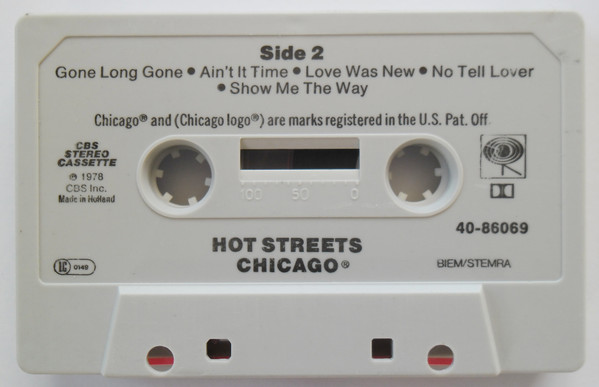 Side 2
Gone Long Gone • Ain't It Time • Love Was New • No Tell Lover
• Show Me The Way
Chicago® and (Chicago logo®) are marks registered in the U.S. Pat. Off.
CBS
STEREO
CASSETTE
℗ 1978
CBS Inc.
Made in Holland
100 50 0
40-86069
HOT STREETS
CHICAGO®
LC 0149
BIEM/STEMRA